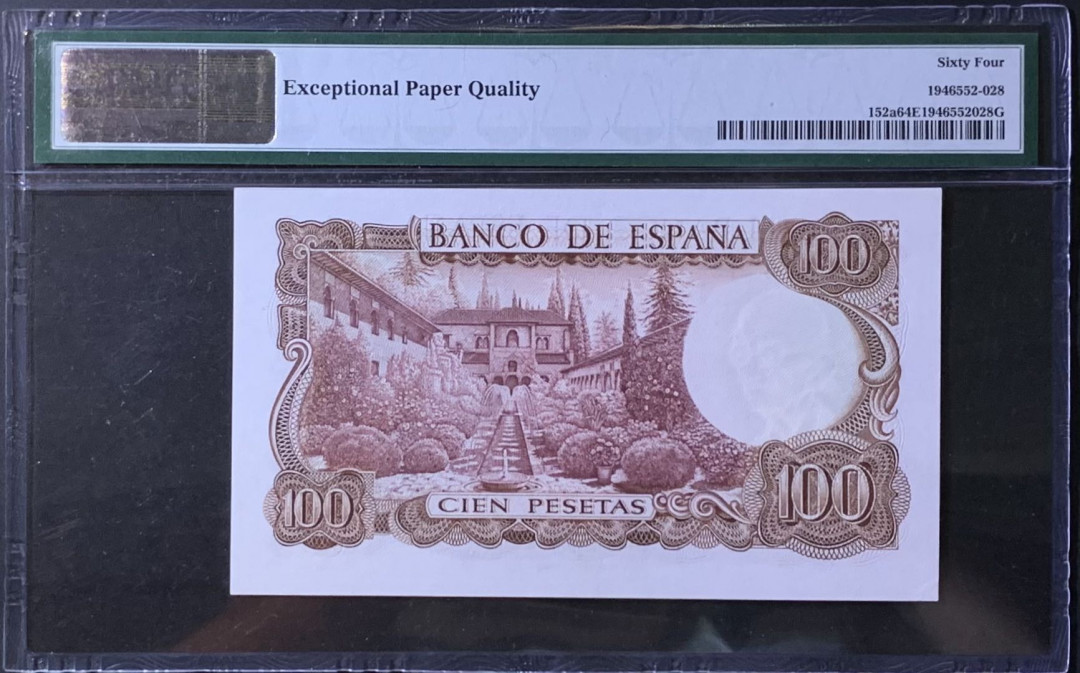 Exceptional Paper Quality
Sixty Four
1946552-028
152a64E1946552028G
BANCO DE ESPAÑA
100
100
CIEN PESETAS
100